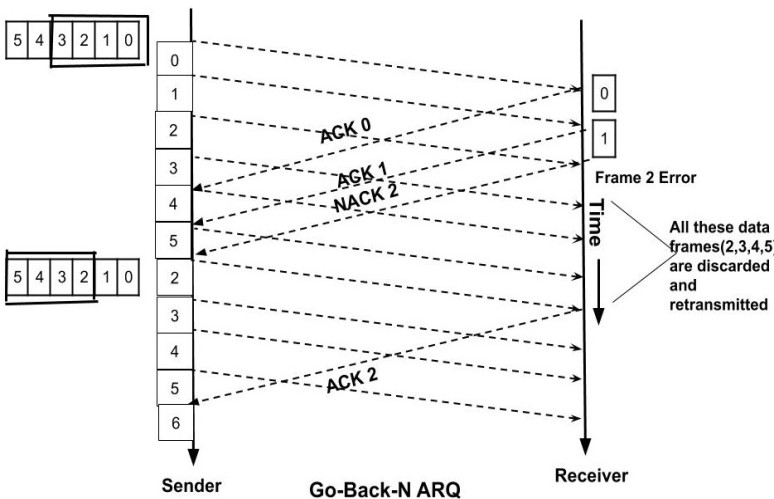 5 4 3 2 1 0
0
1
2
3
4
5
2
3
4
5
6
0
1
ACK 0
ACK 1
NACK 2
Frame 2 Error
Time
All these data
frames(2,3,4,5)
are discarded
and
retransmitted
5 4 3 2 1 0
ACK 2
Sender
Go-Back-N ARQ
Receiver